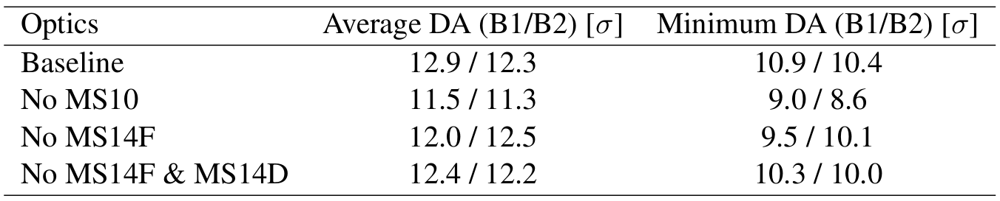 Optics Average DA (B1/B2) [σ] Minimum DA (B1/B2) [σ]
Baseline 12.9 / 12.3 10.9 / 10.4
No MS10 11.5 / 11.3 9.0 / 8.6
No MS14F 12.0 / 12.5 9.5 / 10.1
No MS14F & MS14D 12.4 / 12.2 10.3 / 10.0